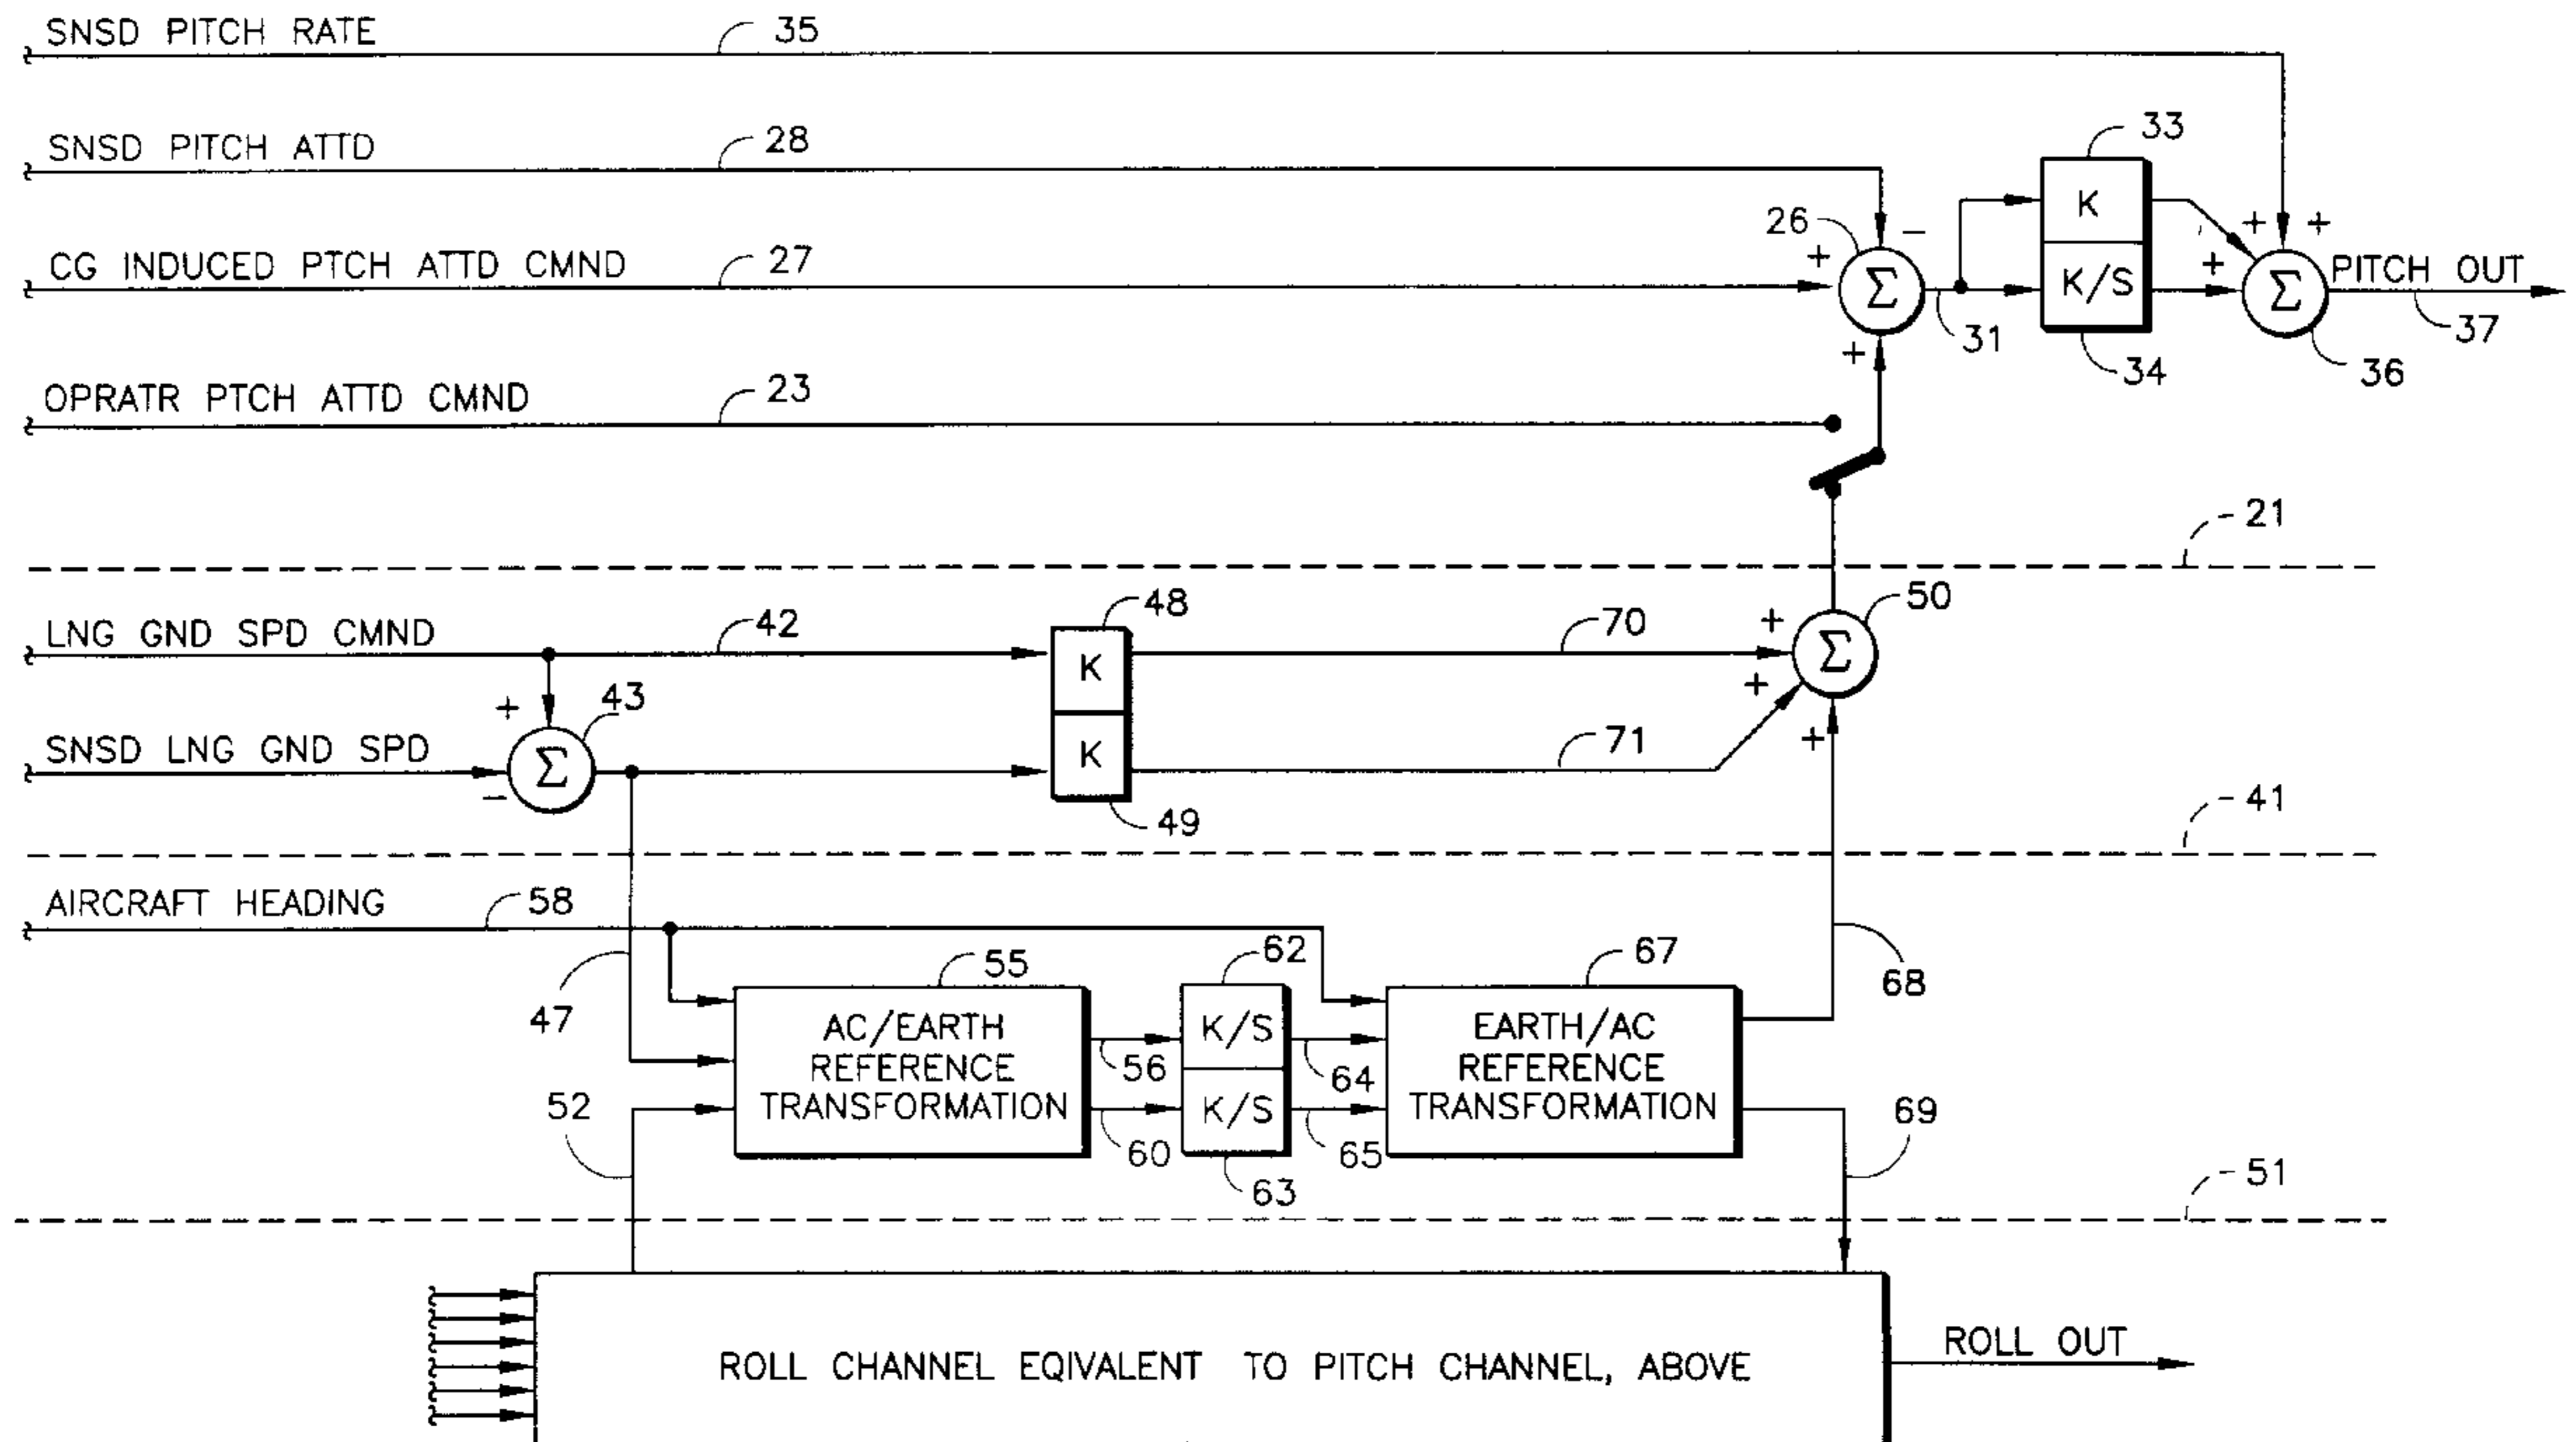 SNSD PITCH RATE
35
SNSD PITCH ATTD
28
33
K
26
−
+
+
+
CG INDUCED PTCH ATTD CMND
27
+
Σ
K/S
+
Σ
PITCH OUT
31
37
+
34
36
OPRATR PTCH ATTD CMND
23
21
LNG GND SPD CMND
42
48
K
70
+
Σ
50
+
43
+
SNSD LNG GND SPD
−
Σ
K
71
+
49
41
AIRCRAFT HEADING
58
47
55
AC/EARTH
REFERENCE
TRANSFORMATION
62
K/S
56
64
K/S
60
65
63
67
EARTH/AC
REFERENCE
TRANSFORMATION
68
52
69
51
ROLL CHANNEL EQIVALENT TO PITCH CHANNEL, ABOVE
ROLL OUT